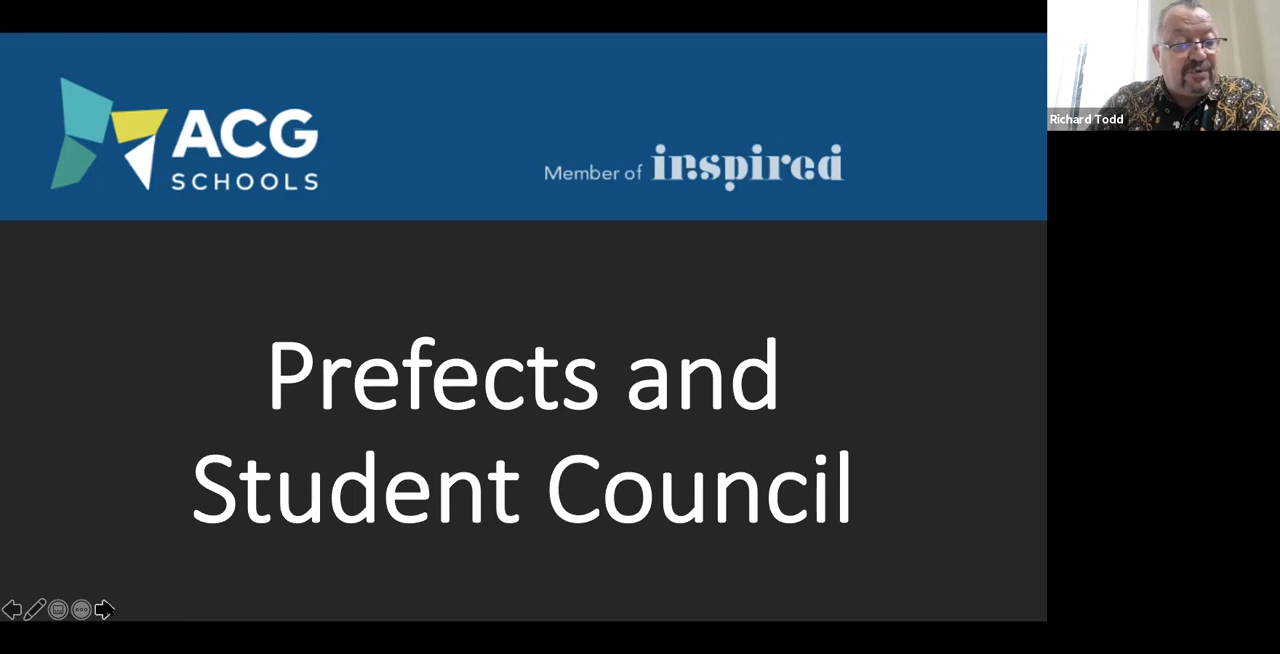 ACG
SCHOOLS
Member of inspired
Richard Todd
Prefects and
Student Council